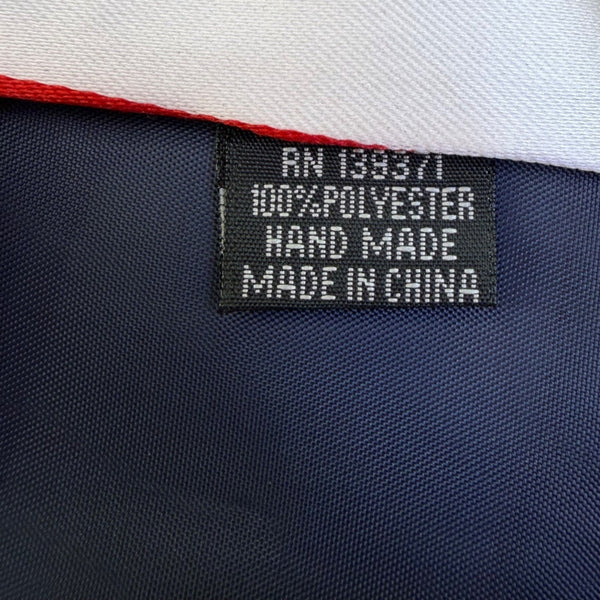 RN 139371
100%POLYESTER
HAND MADE
MADE IN CHINA